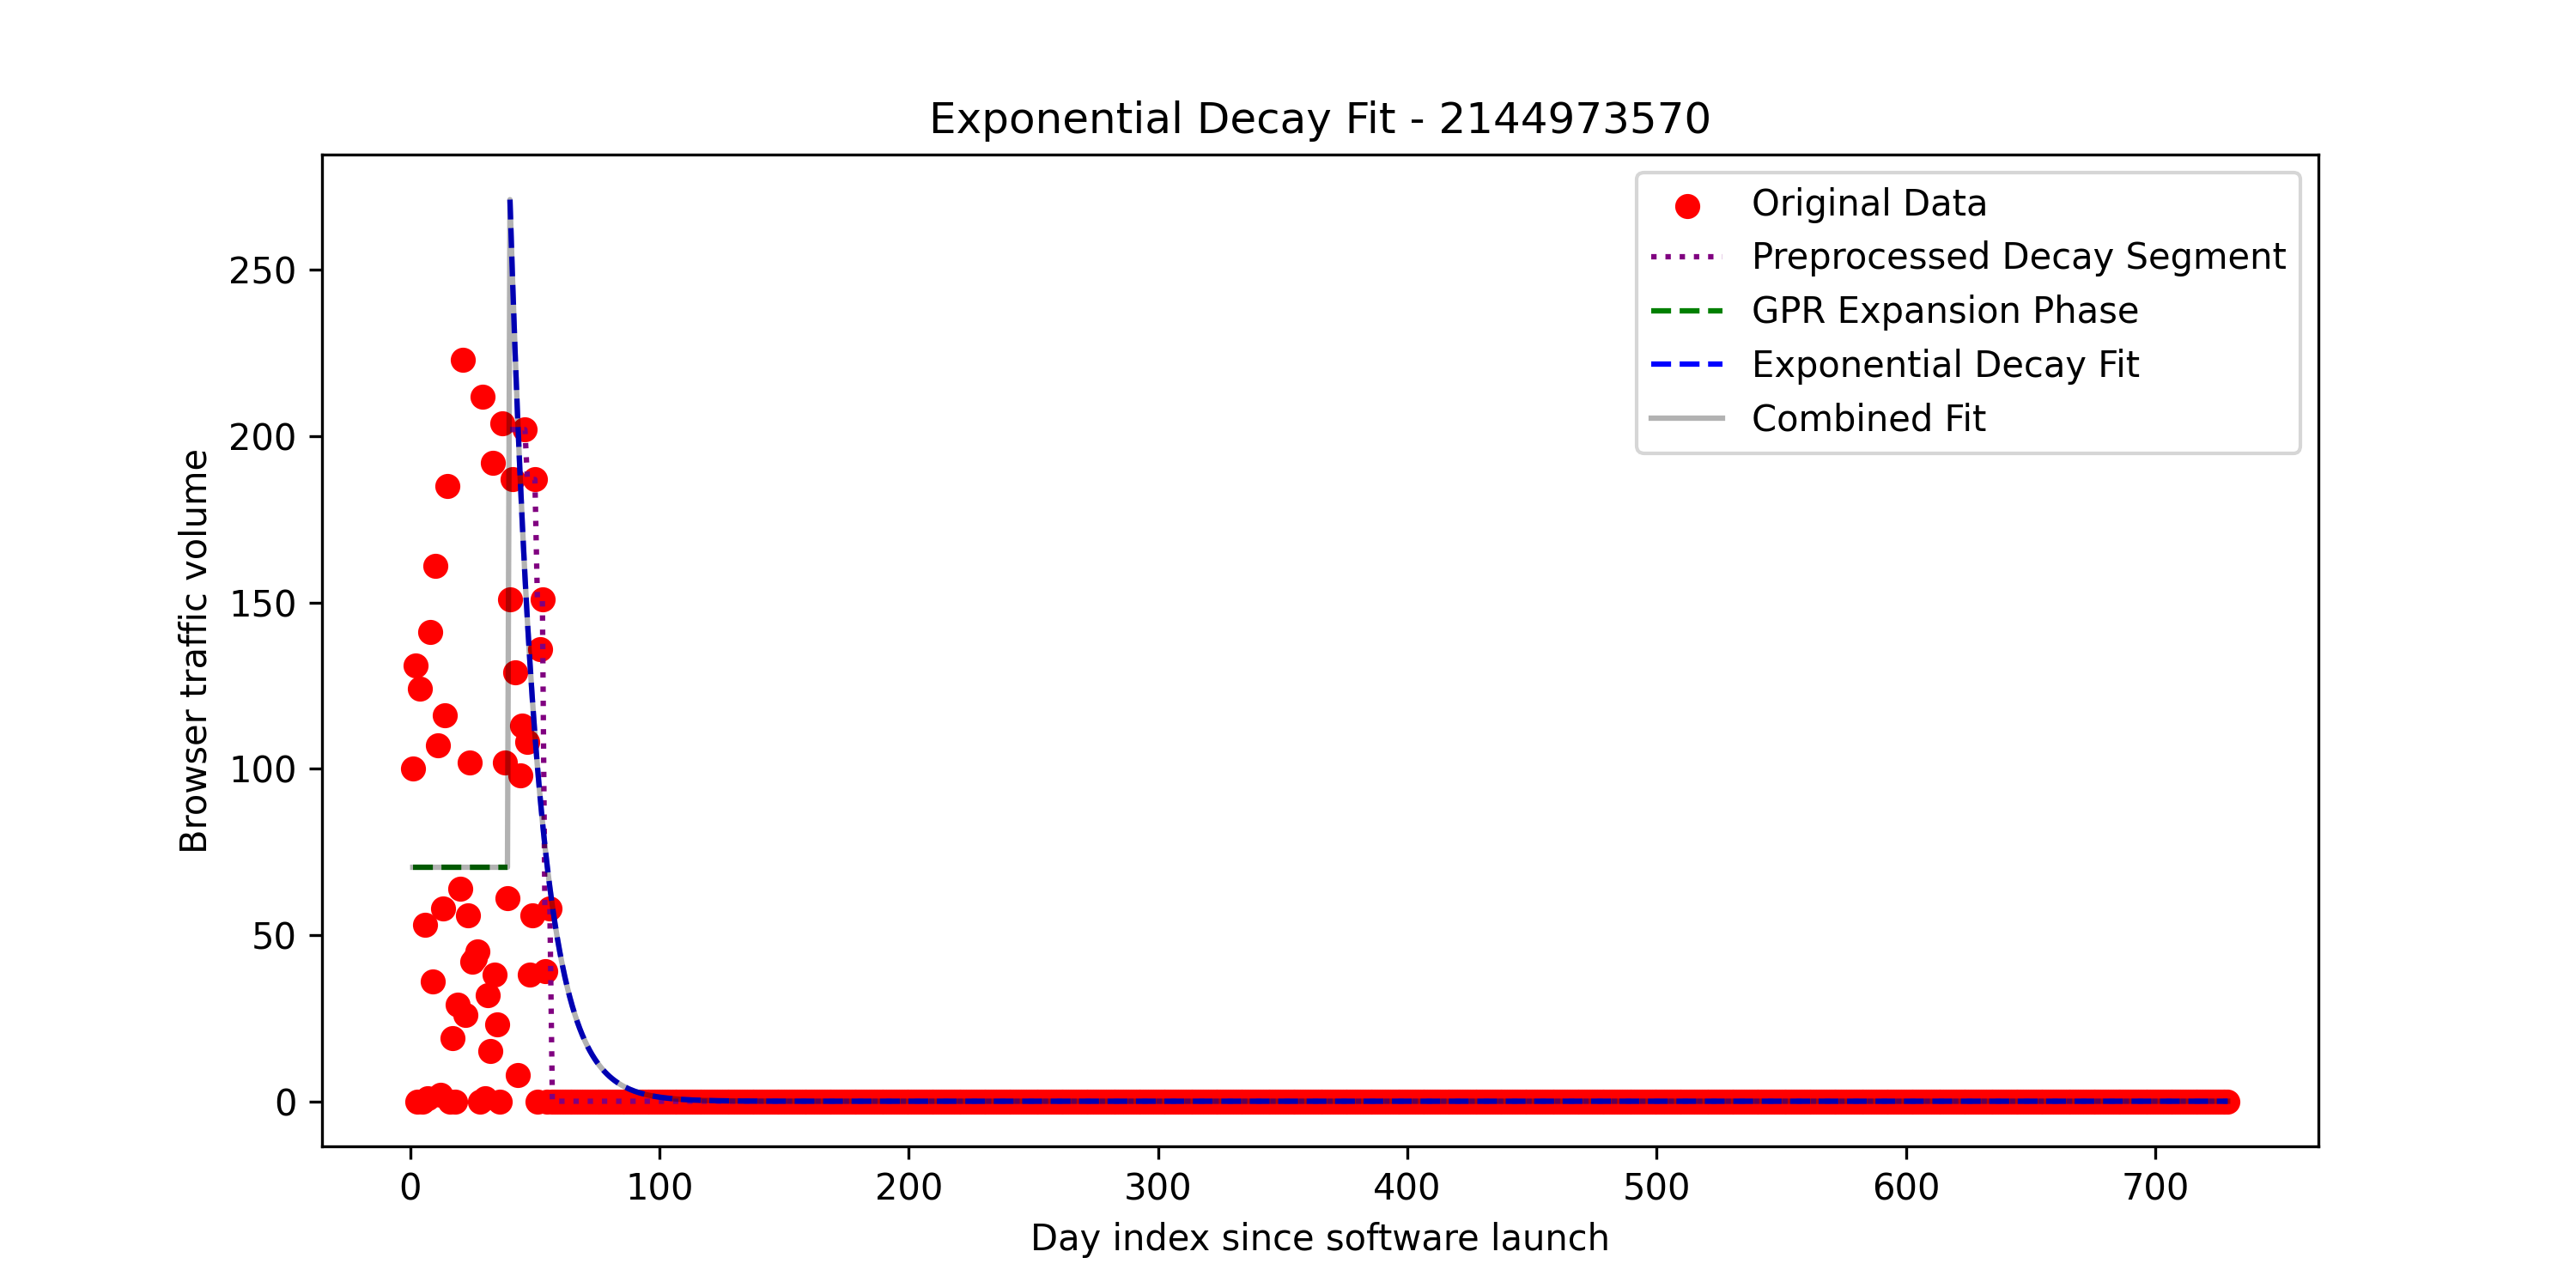 Exponential Decay Fit - 2144973570
Original Data
Preprocessed Decay Segment
GPR Expansion Phase
Exponential Decay Fit
Combined Fit
Browser traffic volume
250
200
150
100
50
0
0 100 200 300 400 500 600 700
Day index since software launch